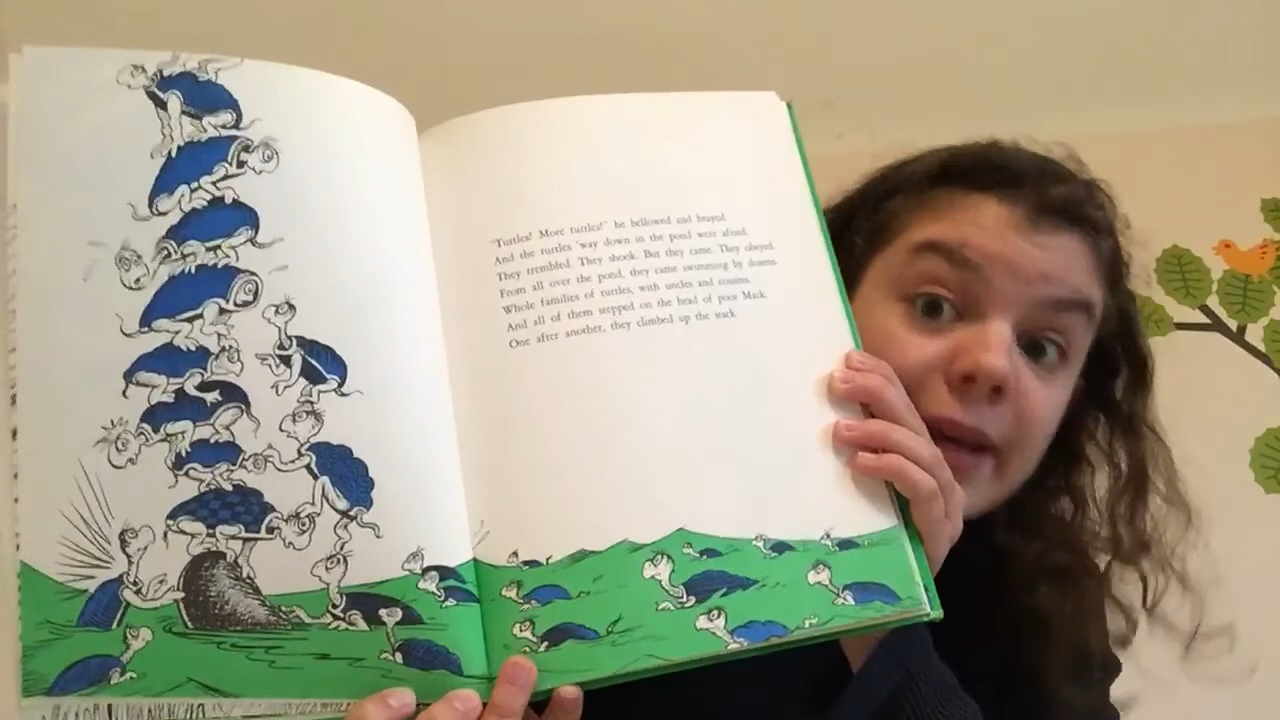 "Turtles! More turtles!" he bellowed and brayed.
And the turtles 'way down in the pond were afraid.
They trembled. They shook. But they came. They obeyed.
From all over the pond, they came swimming by dozens.
Whole families of turtles, with uncles and cousins.
And all of them stepped on the head of poor Mack.
One after another, they climbed up the stack.